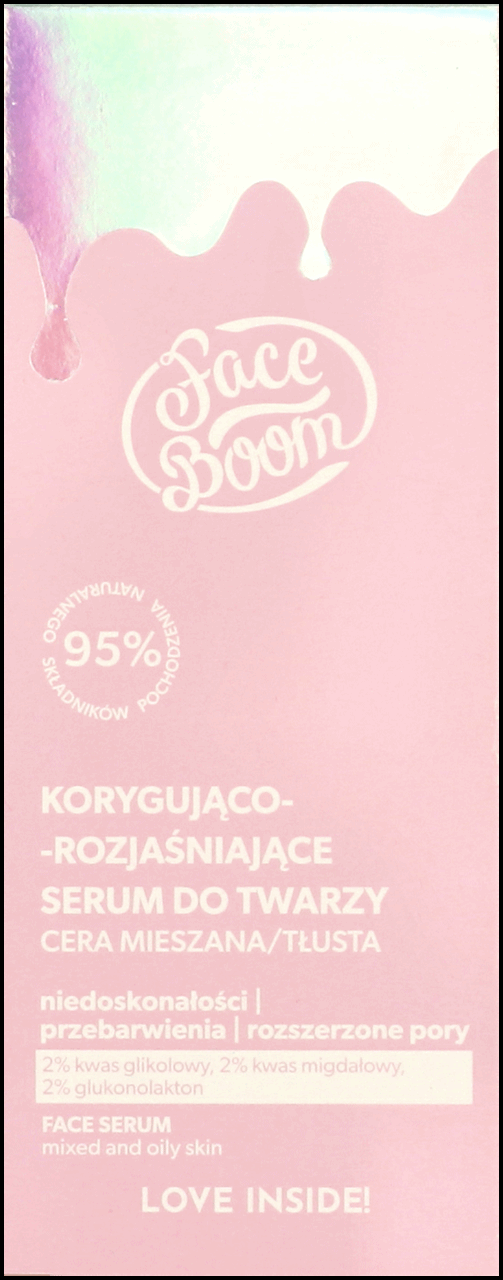 Face
Boom
95%
SKŁADNIKÓW POCHODZENIA NATURALNEGO
KORYGUJĄCO-
-ROZJAŚNIAJĄCE
SERUM DO TWARZY
CERA MIESZANA/TŁUSTA
niedoskonałości |
przebarwienia | rozszerzone pory
2% kwas glikolowy, 2% kwas migdałowy,
2% glukonolakton
FACE SERUM
mixed and oily skin
LOVE INSIDE!